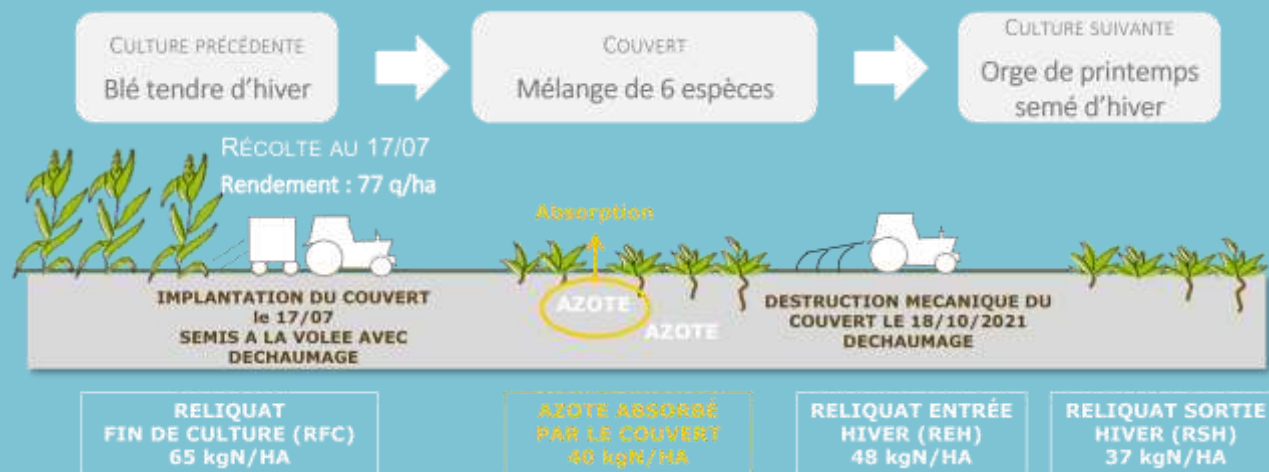 CULTURE PRÉCÉDENTE
Blé tendre d'hiver
COUVERT
Mélange de 6 espèces
CULTURE SUIVANTE
Orge de printemps
semé d'hiver
RÉCOLTE AU 17/07
Rendement : 77 q/ha
Absorption
IMPLANTATION DU COUVERT
le 17/07
SEMIS A LA VOLEE AVEC
DECHAUMAGE
AZOTE
AZOTE
DESTRUCTION MECANIQUE DU
COUVERT LE 18/10/2021
DECHAUMAGE
RELIQUAT
FIN DE CULTURE (RFC)
65 kgN/HA
AZOTE ABSORBÉ
PAR LE COUVERT
40 kgN/HA
RELIQUAT ENTRÉE
HIVER (REH)
48 kgN/HA
RELIQUAT SORTIE
HIVER (RSH)
37 kgN/HA